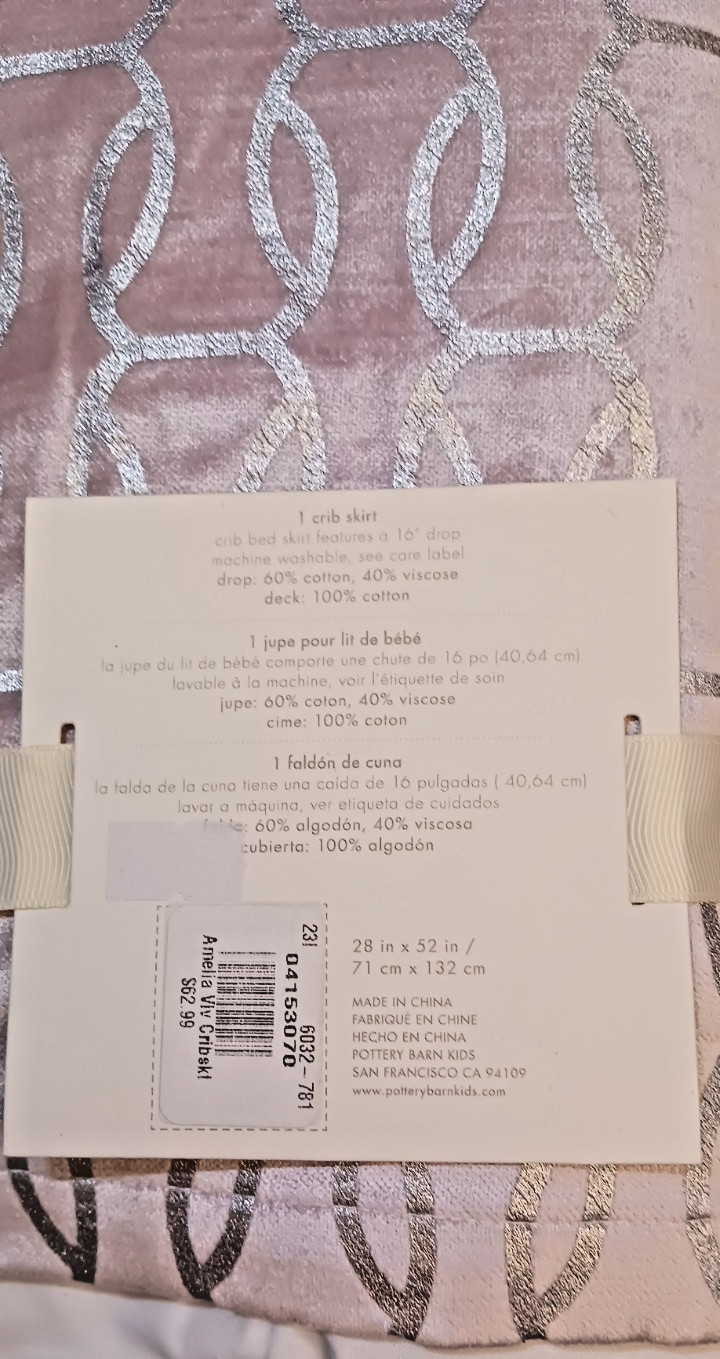 1 crib skirt
crib bed skirt features a 16" drop
machine washable, see care label
drop: 60% cotton, 40% viscose
deck: 100% cotton
1 jupe pour lit de bébé
la jupe du lit de bébé comporte une chute de 16 po (40,64 cm)
lavable à la machine, voir l'étiquette de soin
jupe: 60% coton, 40% viscose
cime: 100% coton
1 faldón de cuna
la falda de la cuna tiene una caída de 16 pulgadas ( 40,64 cm)
lavar a máquina, ver etiqueta de cuidados
60% algodón, 40% viscosa
cubierta: 100% algodón
23I 6032-781
04153070
Amelia Viv Cribskt
$62.99
28 in x 52 in /
71 cm x 132 cm
MADE IN CHINA
FABRIQUÉ EN CHINE
HECHO EN CHINA
POTTERY BARN KIDS
SAN FRANCISCO CA 94109
www.potterybarnkids.com